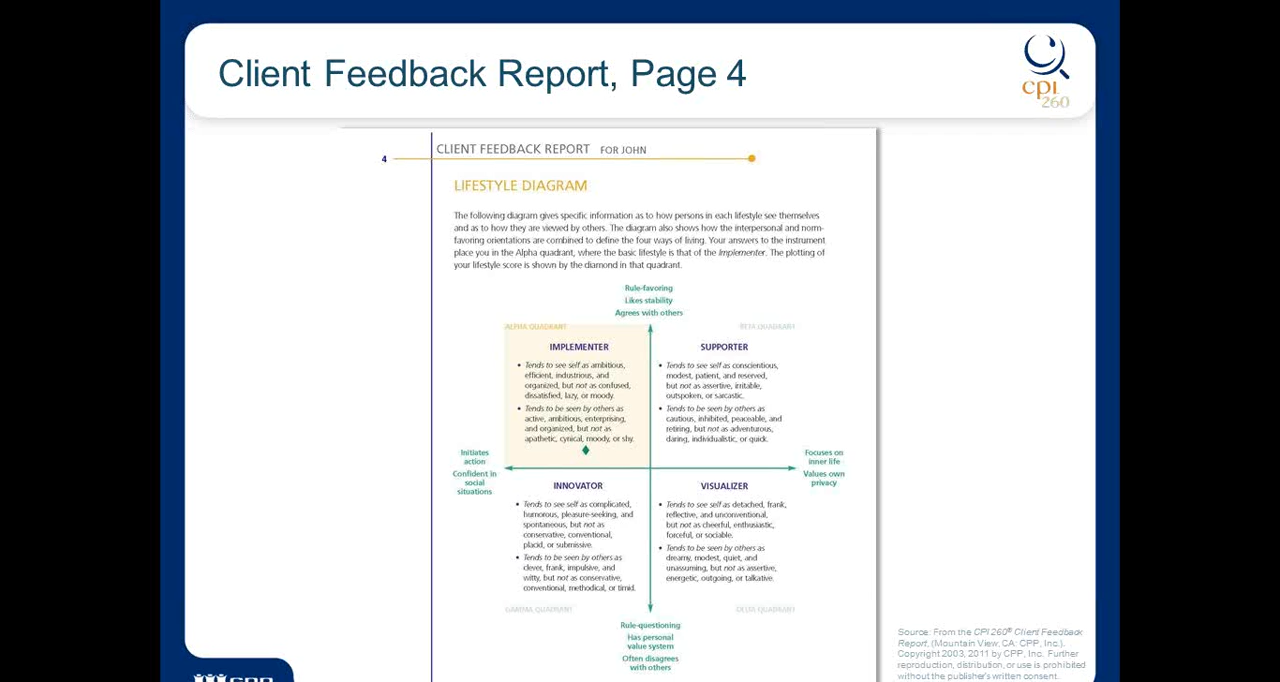 Client Feedback Report, Page 4
cpi
260
4
CLIENT FEEDBACK REPORT FOR JOHN
LIFESTYLE DIAGRAM
The following diagram gives specific information as to how persons in each lifestyle see themselves
and as to how they are viewed by others. The diagram also shows how the interpersonal and norm-
favoring orientations are combined to define the four ways of living. Your answers to the instrument
place you in the Alpha quadrant, where the basic lifestyle is that of the Implementer. The plotting of
your lifestyle score is shown by the diamond in that quadrant.
Rule-favoring
Likes stability
Agrees with others
ALPHA QUADRANT
BETA QUADRANT
IMPLEMENTER
• Tends to see self as ambitious,
efficient, industrious, and
organized, but not as confused,
dissatisfied, lazy, or moody.
• Tends to be seen by others as
active, ambitious, enterprising,
and organized, but not as
apathetic, cynical, moody, or shy.
SUPPORTER
• Tends to see self as conscientious,
modest, patient, and reserved,
but not as assertive, irritable,
outspoken, or sarcastic.
• Tends to be seen by others as
cautious, inhibited, peaceable, and
retiring, but not as adventurous,
daring, individualistic, or quick.
Initiates
action
Confident in
social
situations
Focuses on
inner life
Values own
privacy
INNOVATOR
• Tends to see self as complicated,
humorous, pleasure-seeking, and
spontaneous, but not as
conservative, conventional,
placid, or submissive.
• Tends to be seen by others as
clever, frank, impulsive, and
witty, but not as conservative,
conventional, methodical, or timid.
VISUALIZER
• Tends to see self as detached, frank,
reflective, and unconventional,
but not as cheerful, enthusiastic,
forceful, or sociable.
• Tends to be seen by others as
dreamy, modest, quiet, and
unassuming, but not as assertive,
energetic, outgoing, or talkative.
GAMMA QUADRANT
DELTA QUADRANT
Rule-questioning
Has personal
value system
Often disagrees
with others
Source: From the CPI 260® Client Feedback
Report, (Mountain View, CA: CPP, Inc.).
Copyright 2003, 2011 by CPP, Inc. Further
reproduction, distribution, or use is prohibited
without the publisher's written consent.
CPP